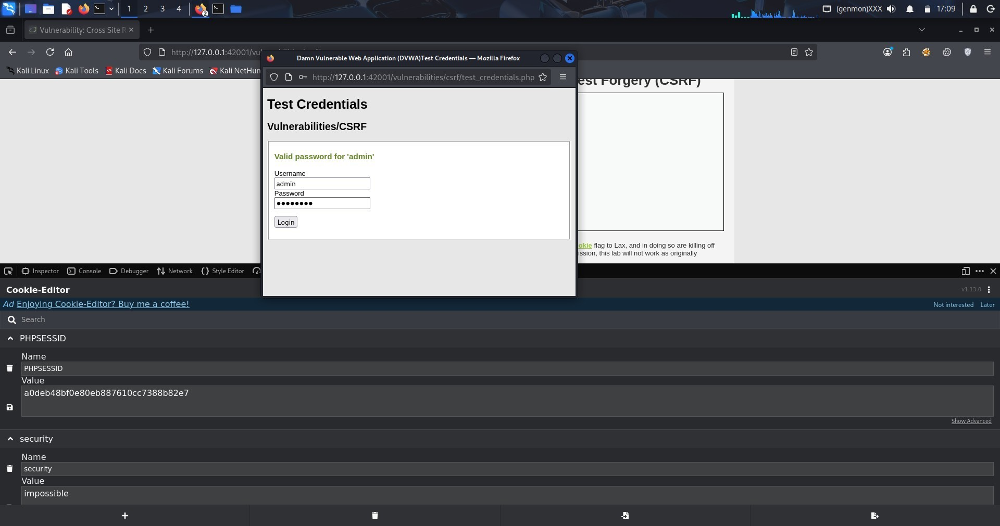 1 2 3 4 2 (genmon)XXX 17:09
Vulnerability: Cross Site R
http://127.0.0.1:42001/vu
Kali Linux Kali Tools Kali Docs Kali Forums Kali NetHun
Damn Vulnerable Web Application (DVWA)Test Credentials — Mozilla Firefox
http://127.0.0.1:42001/vulnerabilities/csrf/test_credentials.php
est Forgery (CSRF)
Test Credentials
Vulnerabilities/CSRF
Valid password for 'admin'
Username
admin
Password
Login
okie flag to Lax, and in doing so are killing off
ission, this lab will not work as originally
Inspector Console Debugger Network Style Editor
Cookie-Editor v1.13.0
Ad Enjoying Cookie-Editor? Buy me a coffee! Not interested Later
Search
PHPSESSID
Name
PHPSESSID
Value
a0deb48bf0e80eb887610cc7388b82e7
Show Advanced
security
Name
security
Value
impossible